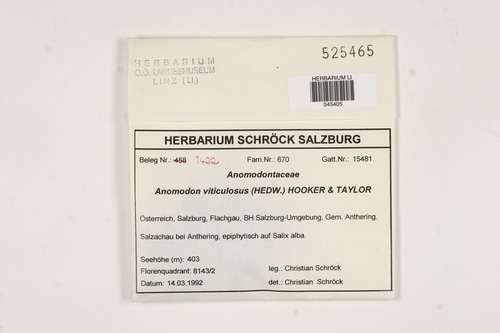 HERBARIUM
O.Ö. LANDESMUSEUM
LINZ (LI)
525465
HERBARIUM LI
545405
HERBARIUM SCHRÖCK SALZBURG
Beleg Nr.: 458 1422 Fam.Nr.: 670 Gatt.Nr.: 15481
Anomodontaceae
Anomodon viticulosus (HEDW.) HOOKER & TAYLOR
Österreich, Salzburg, Flachgau, BH Salzburg-Umgebung, Gem. Anthering.
Salzachau bei Anthering, epiphytisch auf Salix alba.
Seehöhe (m): 403
Florenquadrant: 8143/2 leg.: Christian Schröck
Datum: 14.03.1992 det.: Christian Schröck